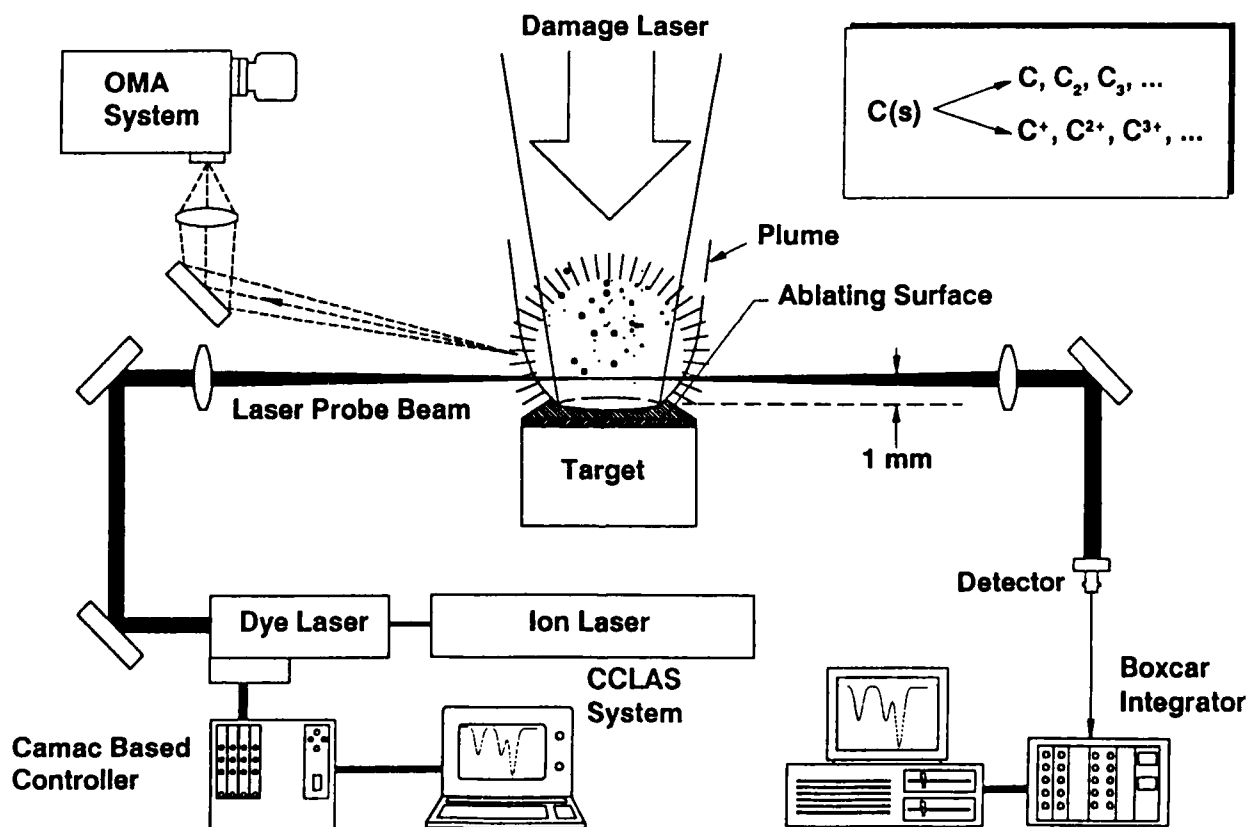 Damage Laser
OMA
System
C(s)
C, C₂, C₃, ...
C⁺, C²⁺, C³⁺, ...
Plume
Ablating Surface
Laser Probe Beam
1 mm
Target
Detector
Dye Laser
Ion Laser
CCLAS
System
Boxcar
Integrator
Camac Based
Controller